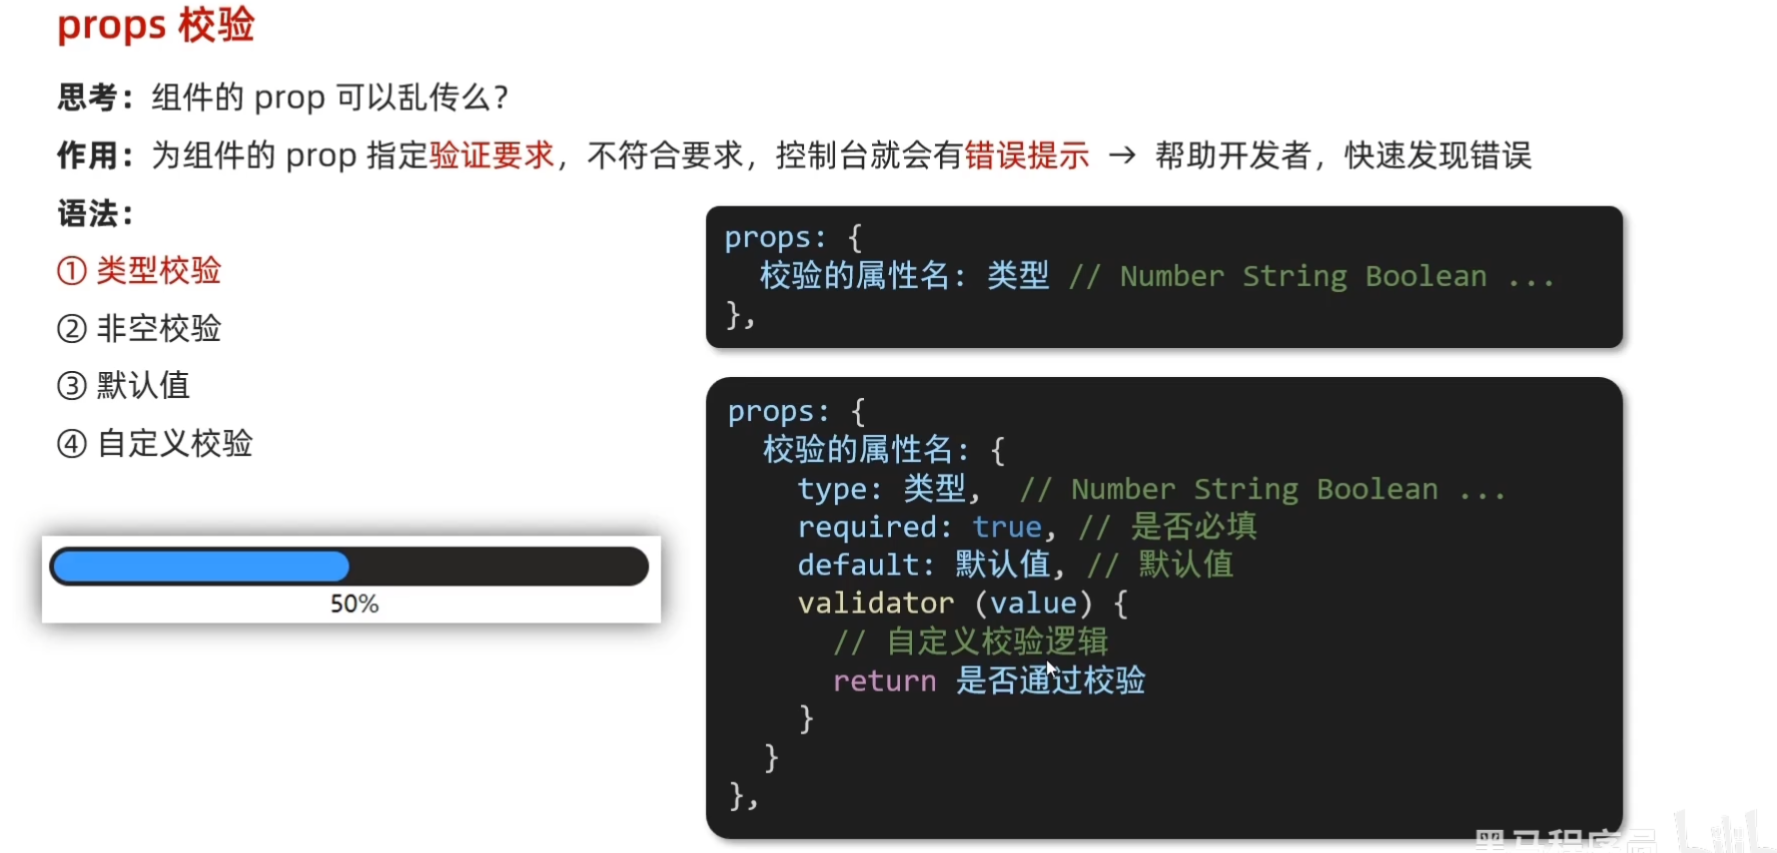 props 校验
思考：组件的 prop 可以乱传么？
作用：为组件的 prop 指定验证要求，不符合要求，控制台就会有错误提示 → 帮助开发者，快速发现错误
语法：
① 类型校验
② 非空校验
③ 默认值
④ 自定义校验
50%
props: {
校验的属性名: 类型 // Number String Boolean ...
},
props: {
校验的属性名: {
type: 类型, // Number String Boolean ...
required: true, // 是否必填
default: 默认值, // 默认值
validator (value) {
// 自定义校验逻辑
return 是否通过校验
}
}
},
黑马程序员